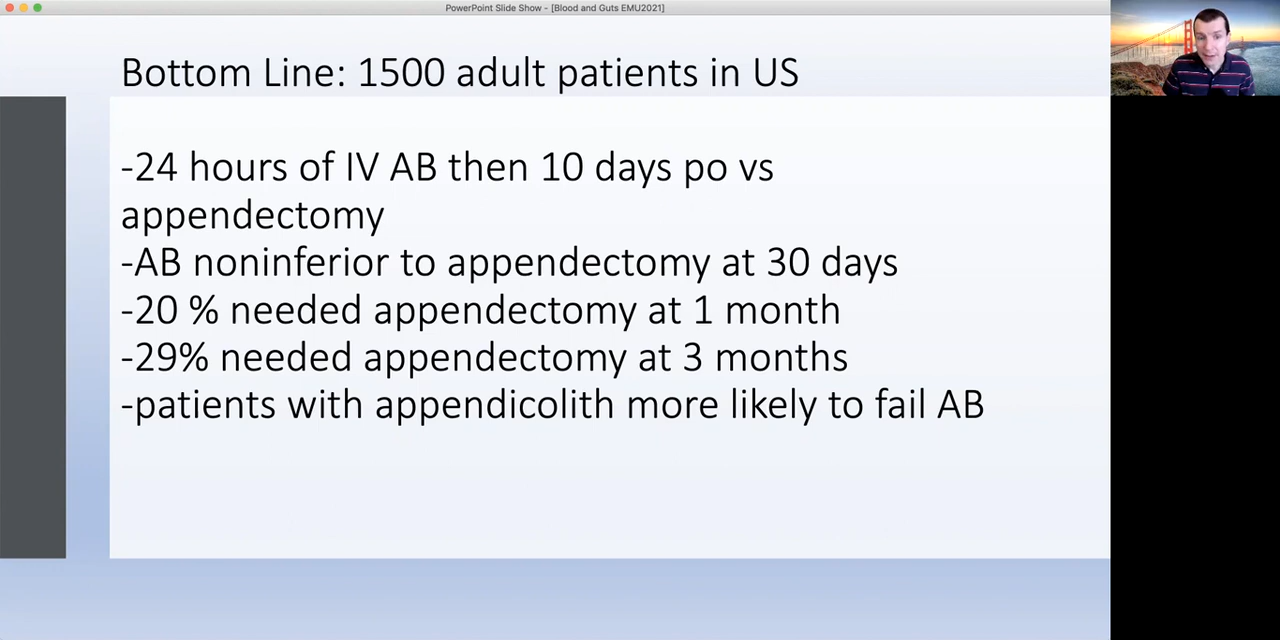 PowerPoint Slide Show - [Blood and Guts EMU2021]
Bottom Line: 1500 adult patients in US
-24 hours of IV AB then 10 days po vs
appendectomy
-AB noninferior to appendectomy at 30 days
-20 % needed appendectomy at 1 month
-29% needed appendectomy at 3 months
-patients with appendicolith more likely to fail AB